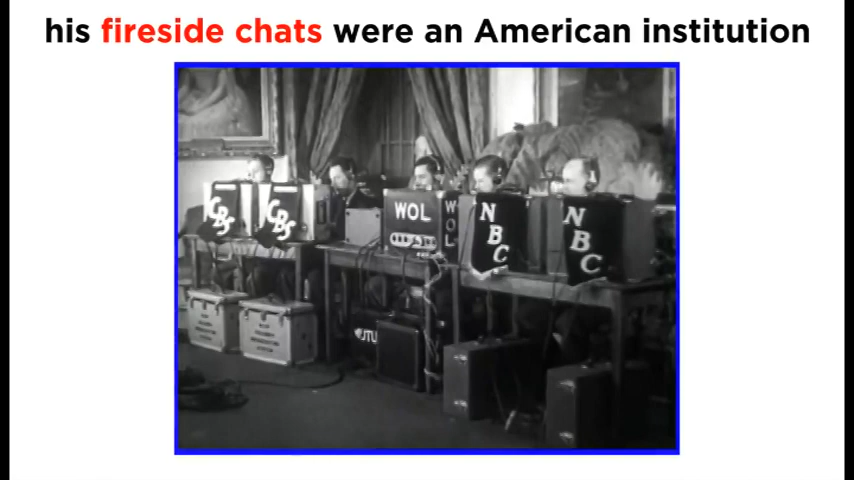 his fireside chats were an American institution
CBS
CBS
WOL
WOL
NBC
NBC